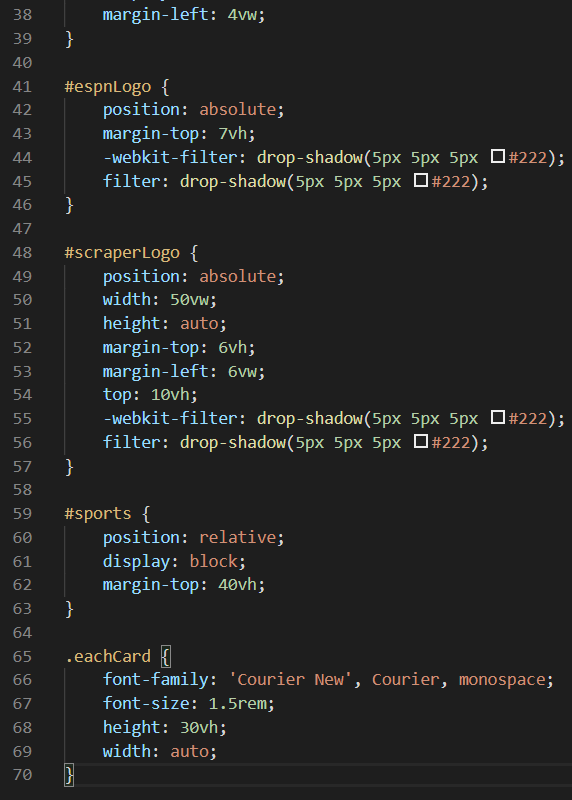 38 margin-left: 4vw;
39 }
40
41 #espnLogo {
42 position: absolute;
43 margin-top: 7vh;
44 -webkit-filter: drop-shadow(5px 5px 5px #222);
45 filter: drop-shadow(5px 5px 5px #222);
46 }
47
48 #scraperLogo {
49 position: absolute;
50 width: 50vw;
51 height: auto;
52 margin-top: 6vh;
53 margin-left: 6vw;
54 top: 10vh;
55 -webkit-filter: drop-shadow(5px 5px 5px #222);
56 filter: drop-shadow(5px 5px 5px #222);
57 }
58
59 #sports {
60 position: relative;
61 display: block;
62 margin-top: 40vh;
63 }
64
65 .eachCard {
66 font-family: 'Courier New', Courier, monospace;
67 font-size: 1.5rem;
68 height: 30vh;
69 width: auto;
70 }